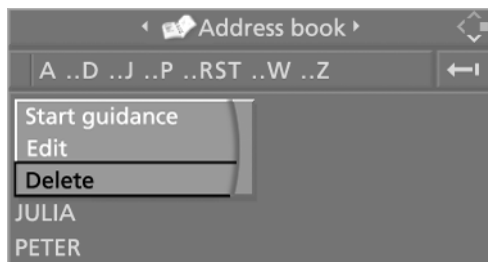 Address book
A ..D ..J ..P ..RST ..W ..Z
Start guidance
Edit
Delete
JULIA
PETER